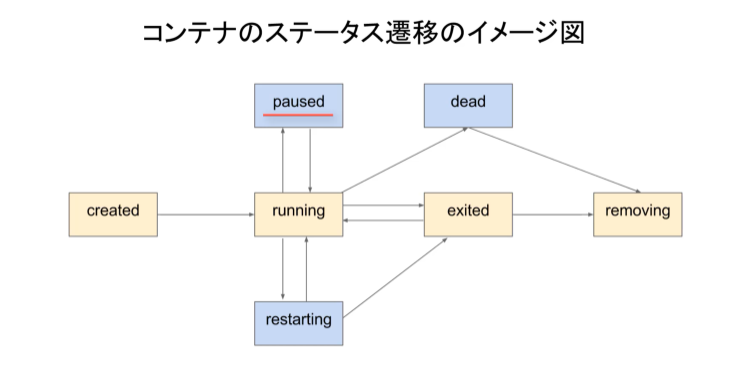 コンテナのステータス遷移のイメージ図
paused
dead
created
running
exited
removing
restarting